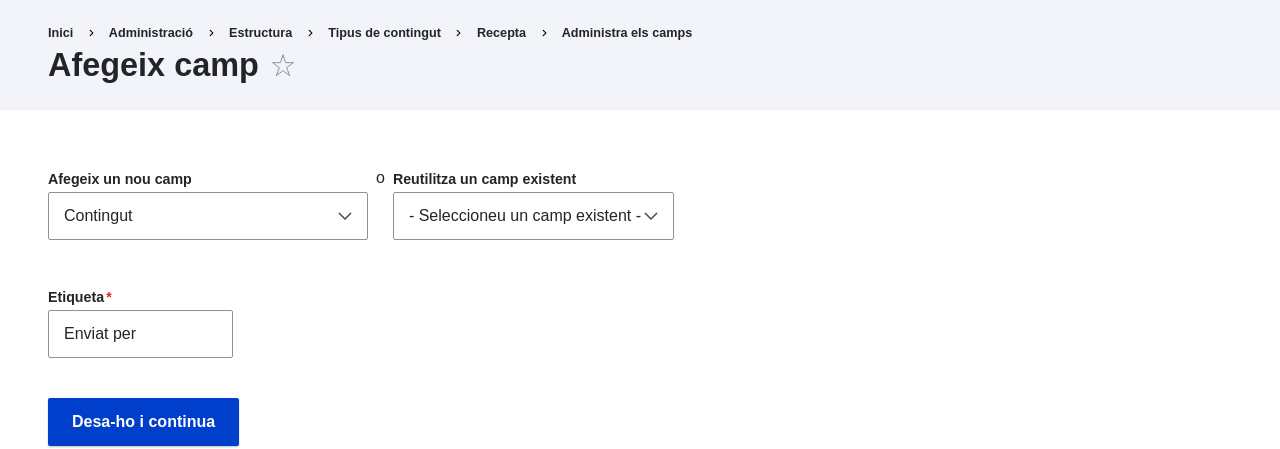 Inici › Administració › Estructura › Tipus de contingut › Recepta › Administra els camps
Afegeix camp ☆
Afegeix un nou camp o Reutilitza un camp existent
Contingut - Seleccioneu un camp existent -
Etiqueta*
Enviat per
Desa-ho i continua